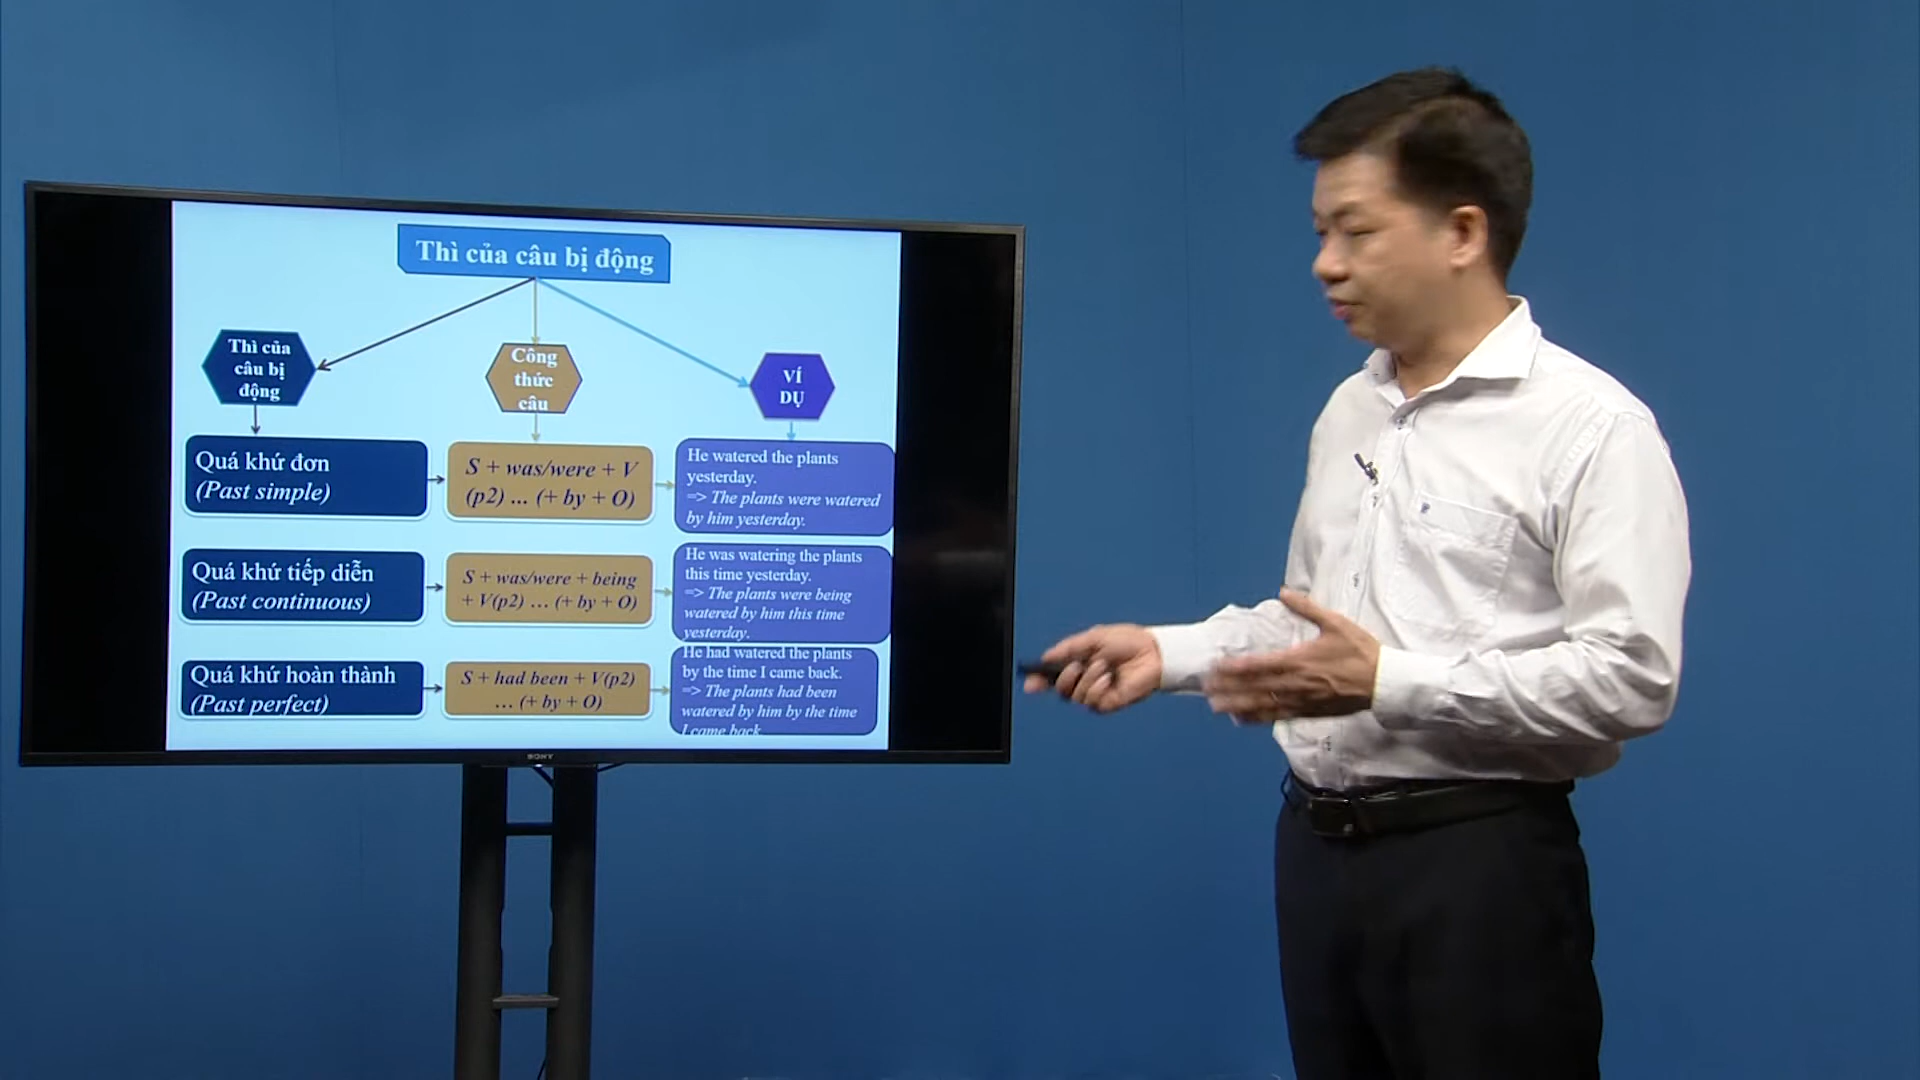 Thì của câu bị động
Thì của
câu bị
động
Công
thức
câu
VÍ
DỤ
Quá khứ đơn
(Past simple)
S + was/were + V
(p2) ... (+ by + O)
He watered the plants
yesterday.
=> The plants were watered
by him yesterday.
Quá khứ tiếp diễn
(Past continuous)
S + was/were + being
+ V(p2) ... (+ by + O)
He was watering the plants
this time yesterday.
=> The plants were being
watered by him this time
yesterday.
Quá khứ hoàn thành
(Past perfect)
S + had been + V(p2)
... (+ by + O)
He had watered the plants
by the time I came back.
=> The plants had been
watered by him by the time
I came back
SONY